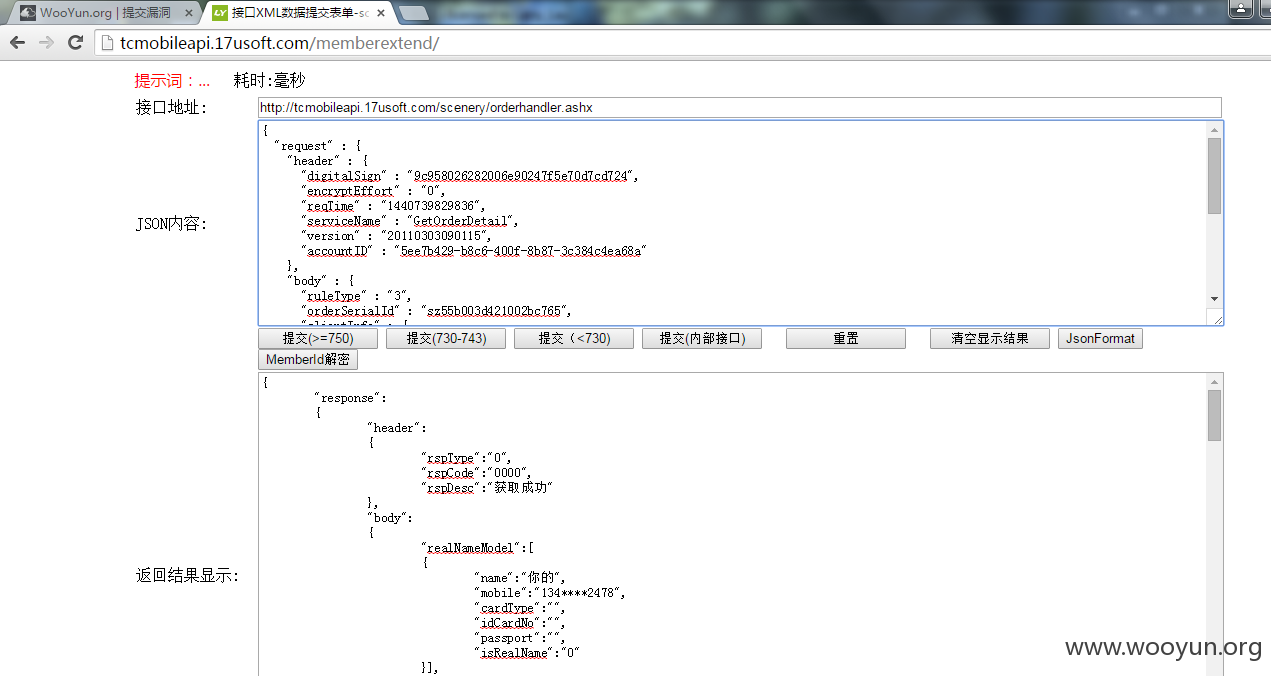 WooYun.org | 提交漏洞
接口XML数据提交表单-sc
tcmobileapi.17usoft.com/memberextend/
提示词：... 耗时:毫秒
接口地址: http://tcmobileapi.17usoft.com/scenery/orderhandler.ashx
JSON内容:
{
"request" : {
"header" : {
"digitalSign" : "9c958026282006e90247f5e70d7cd724",
"encryptEffort" : "0",
"reqTime" : "1440739829836",
"serviceName" : "GetOrderDetail",
"version" : "20110303090115",
"accountID" : "5ee7b429-b8c6-400f-8b87-3c384c4ea68a"
},
"body" : {
"ruleType" : "3",
"orderSerialId" : "sz55b003d421002bc765",
"clientInfo" : {
提交(>=750) 提交(730-743) 提交（<730) 提交(内部接口) 重置 清空显示结果 JsonFormat
MemberId解密
返回结果显示:
{
"response":
{
"header":
{
"rspType":"0",
"rspCode":"0000",
"rspDesc":"获取成功"
},
"body":
{
"realNameModel":[
{
"name":"你的",
"mobile":"134****2478",
"cardType":"",
"idCardNo":"",
"passport":"",
"isRealName":"0"
}],
www.wooyun.org